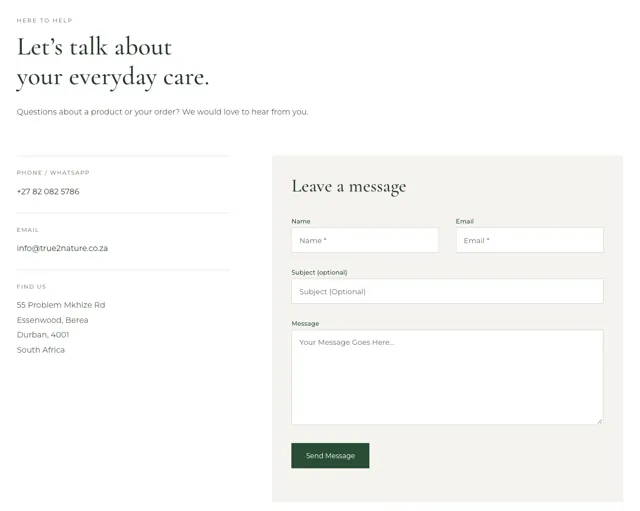 HERE TO HELP
Let’s talk about
your everyday care.
Questions about a product or your order? We would love to hear from you.
PHONE / WHATSAPP
+27 82 082 5786
EMAIL
info@true2nature.co.za
FIND US
55 Problem Mkhize Rd
Essenwood, Berea
Durban, 4001
South Africa
Leave a message
Name
Email
Name *
Email *
Subject (optional)
Subject (Optional)
Message
Your Message Goes Here...
Send Message